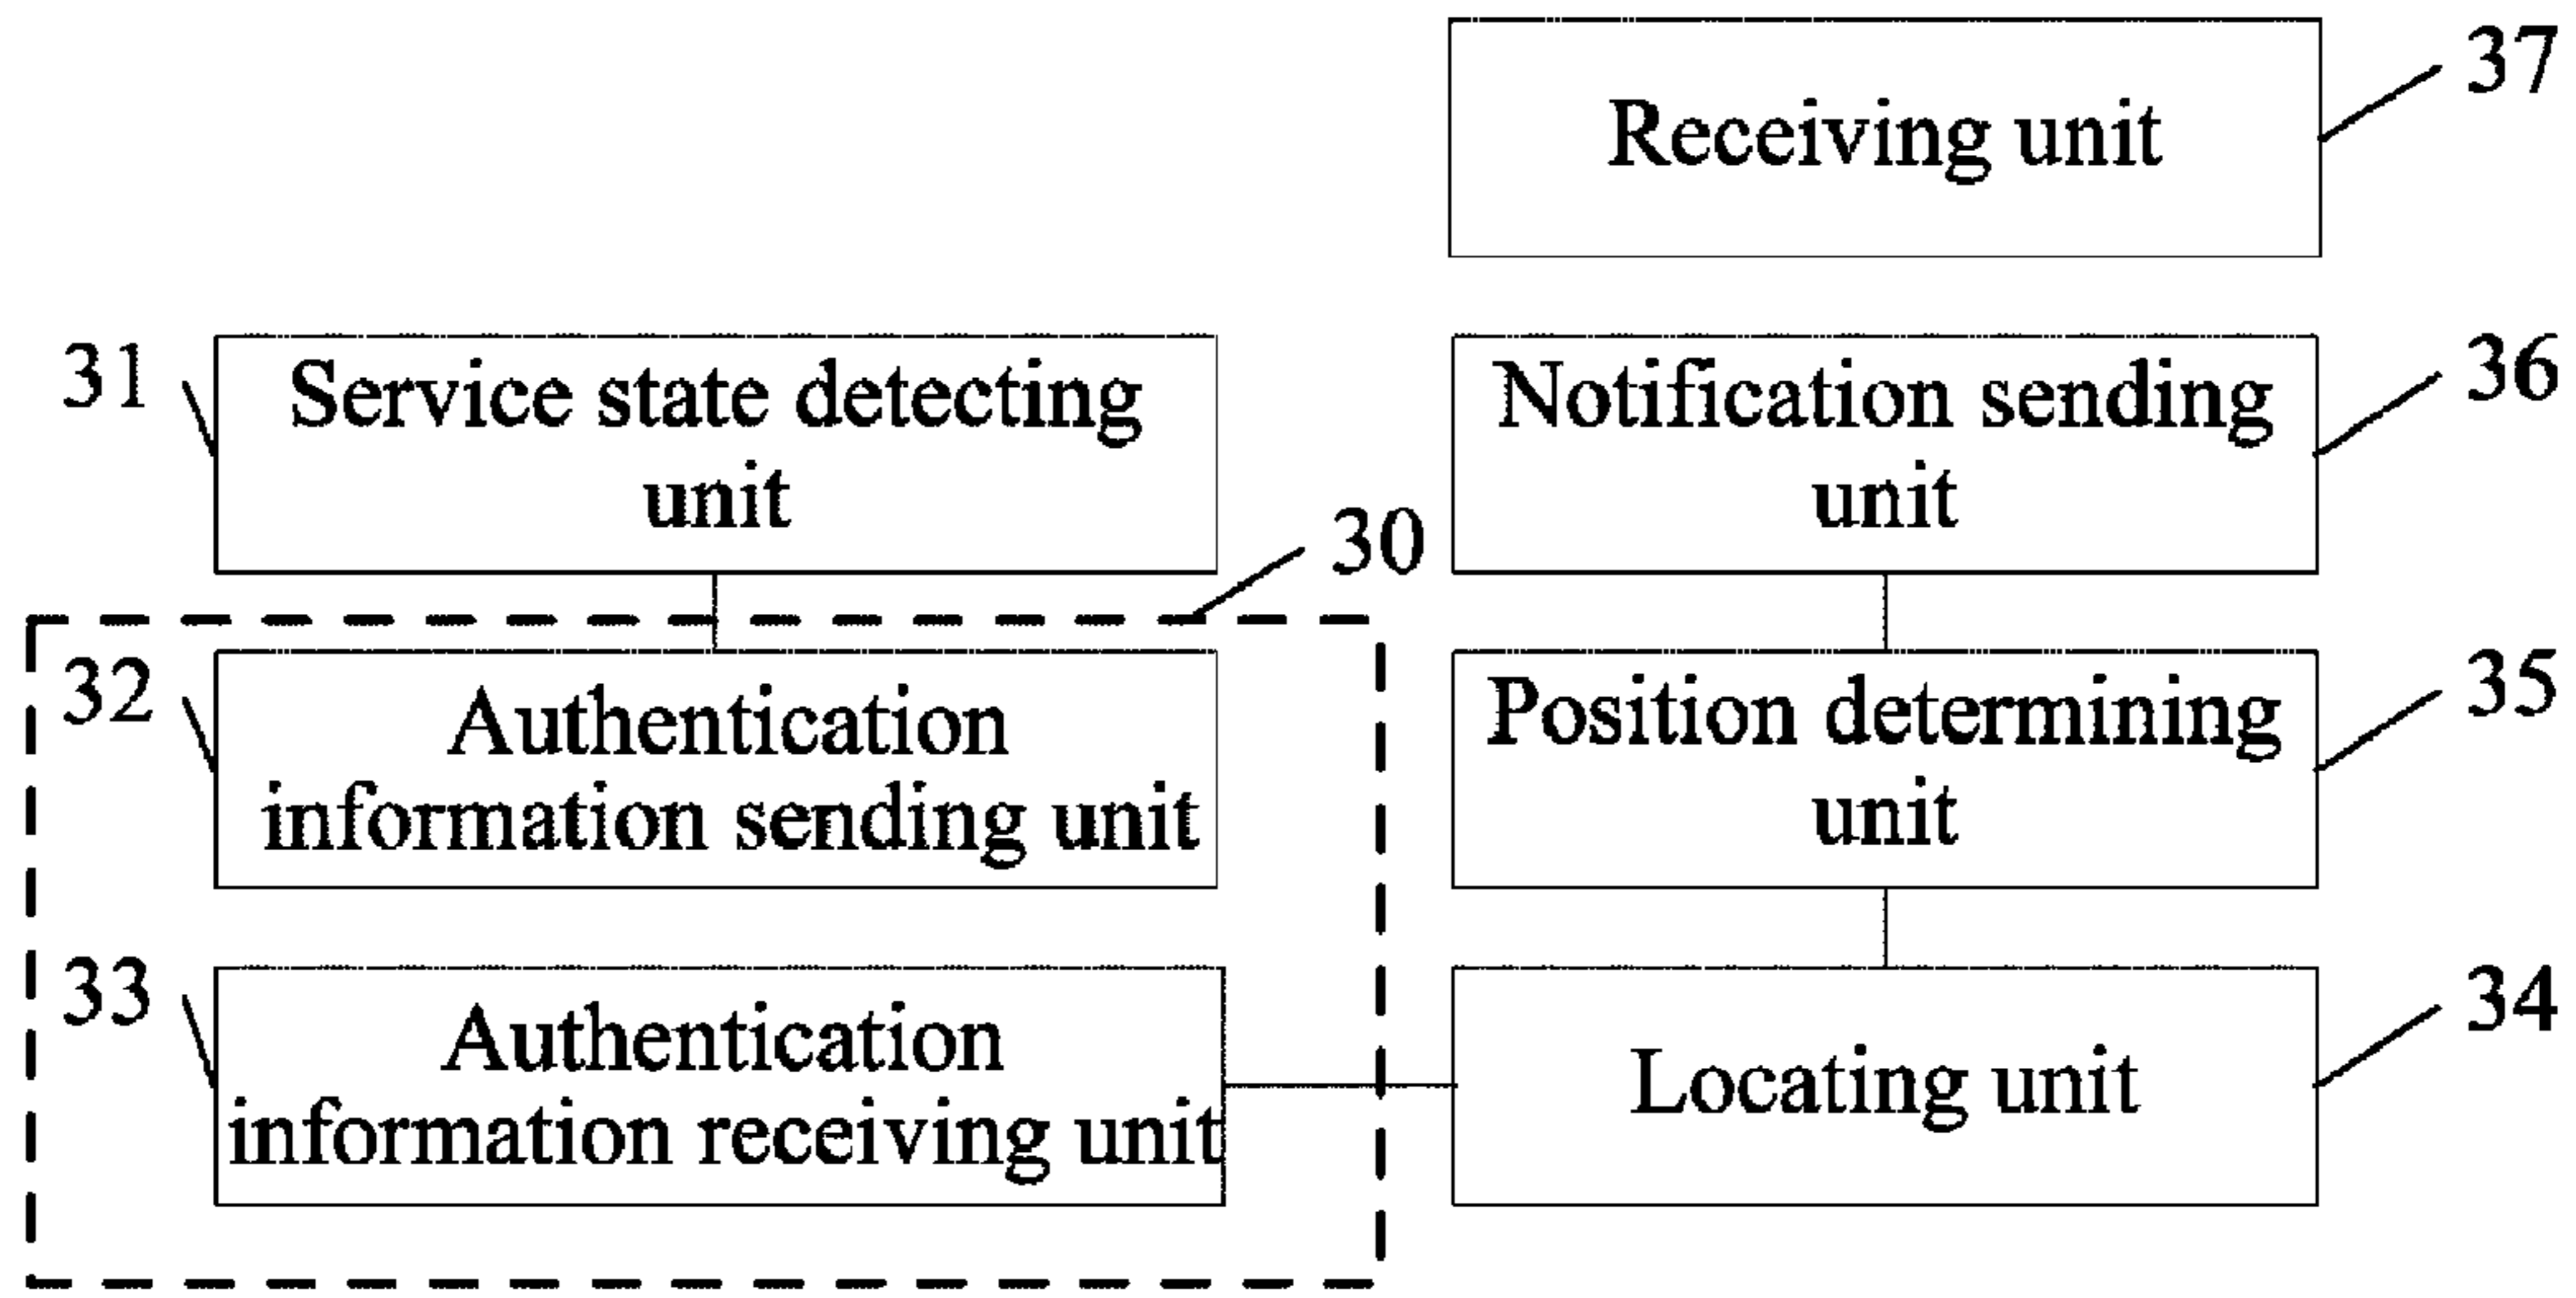 37
Receiving unit
31
Service state detecting
unit
30
Notification sending
unit
36
32
Authentication
information sending unit
Position determining
unit
35
33
Authentication
information receiving unit
Locating unit
34